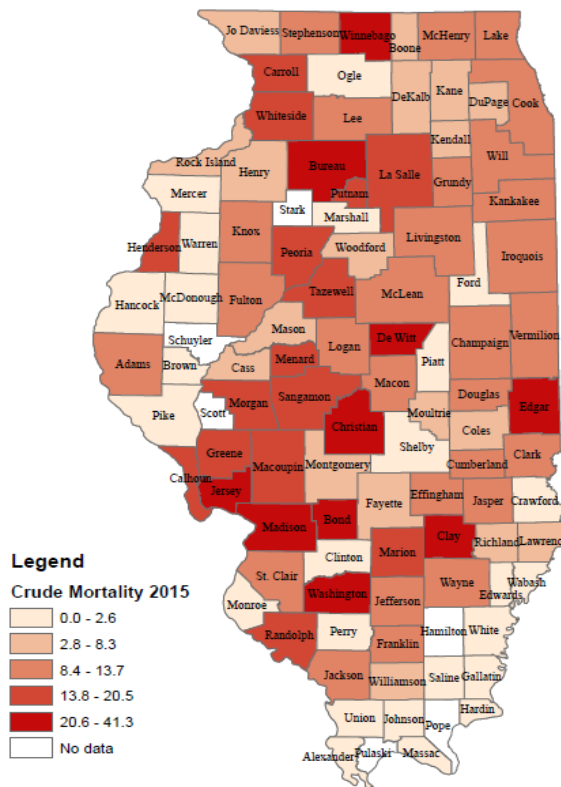 Jo Daviess
Stephenson
Winnebago
Boone
McHenry
Lake
Carroll
Ogle
DeKalb
Kane
DuPage
Cook
Whiteside
Lee
Kendall
Will
Rock Island
Henry
Bureau
La Salle
Putnam
Grundy
Kankakee
Mercer
Stark
Marshall
Henderson
Warren
Knox
Peoria
Woodford
Livingston
Iroquois
Ford
Hancock
McDonough
Fulton
Tazewell
McLean
Mason
Schuyler
Adams
Brown
Cass
Menard
Logan
De Witt
Piatt
Champaign
Vermilion
Macon
Douglas
Edgar
Pike
Scott
Morgan
Sangamon
Christian
Moultrie
Coles
Shelby
Greene
Calhoun
Jersey
Macoupin
Montgomery
Cumberland
Clark
Fayette
Effingham
Jasper
Crawford
Madison
Bond
Clay
Richland
Lawrenc
Clinton
Marion
St. Clair
Washington
Wayne
Edwards
Wabash
Monroe
Jefferson
Randolph
Perry
Franklin
Hamilton
White
Jackson
Williamson
Saline
Gallatin
Union
Johnson
Pope
Hardin
Alexander
Pulaski
Massac
Legend
Crude Mortality 2015
0.0 - 2.6
2.8 - 8.3
8.4 - 13.7
13.8 - 20.5
20.6 - 41.3
No data